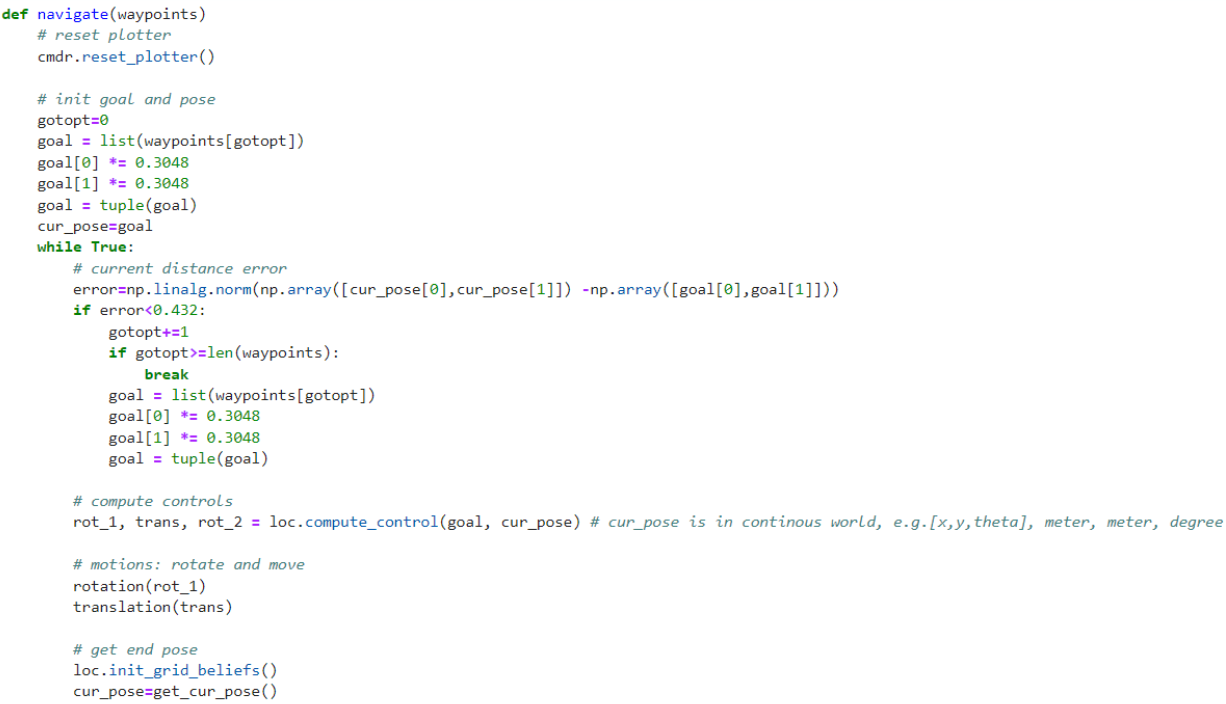 def navigate(waypoints)
    # reset plotter
    cmdr.reset_plotter()

    # init goal and pose
    gotopt=0
    goal = list(waypoints[gotopt])
    goal[0] *= 0.3048
    goal[1] *= 0.3048
    goal = tuple(goal)
    cur_pose=goal
    while True:
        # current distance error
        error=np.linalg.norm(np.array([cur_pose[0],cur_pose[1]]) -np.array([goal[0],goal[1]]))
        if error<0.432:
            gotopt+=1
            if gotopt>=len(waypoints):
                break
            goal = list(waypoints[gotopt])
            goal[0] *= 0.3048
            goal[1] *= 0.3048
            goal = tuple(goal)

        # compute controls
        rot_1, trans, rot_2 = loc.compute_control(goal, cur_pose) # cur_pose is in continous world, e.g.[x,y,theta], meter, meter, degree

        # motions: rotate and move
        rotation(rot_1)
        translation(trans)

        # get end pose
        loc.init_grid_beliefs()
        cur_pose=get_cur_pose()